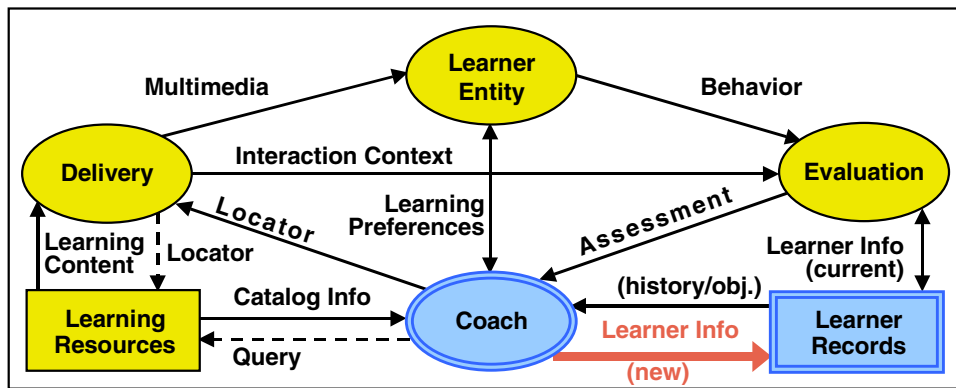 Learner
Entity
Multimedia
Behavior
Interaction Context
Delivery
Evaluation
Learning
Preferences
Locator
Assessment
Learning
Content
Locator
Learner Info
(current)
Catalog Info
(history/obj.)
Learning
Resources
Coach
Learner Info
Learner
Records
Query
(new)